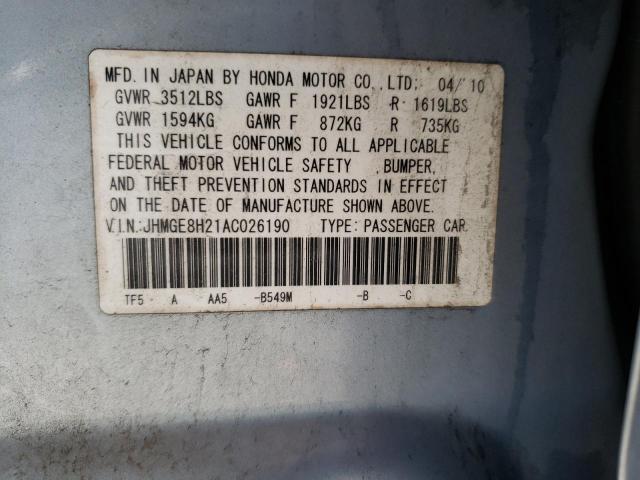 MFD. IN JAPAN BY HONDA MOTOR CO.,LTD. 04/10
GVWR 3512LBS GAWR F 1921LBS R 1619LBS
GVWR 1594KG GAWR F 872KG R 735KG
THIS VEHICLE CONFORMS TO ALL APPLICABLE
FEDERAL MOTOR VEHICLE SAFETY ,BUMPER,
AND THEFT PREVENTION STANDARDS IN EFFECT
ON THE DATE OF MANUFACTURE SHOWN ABOVE.
V.I.N.:JHMGE8H21AC026190 TYPE: PASSENGER CAR
TF5 A AA5 -B549M -B -C